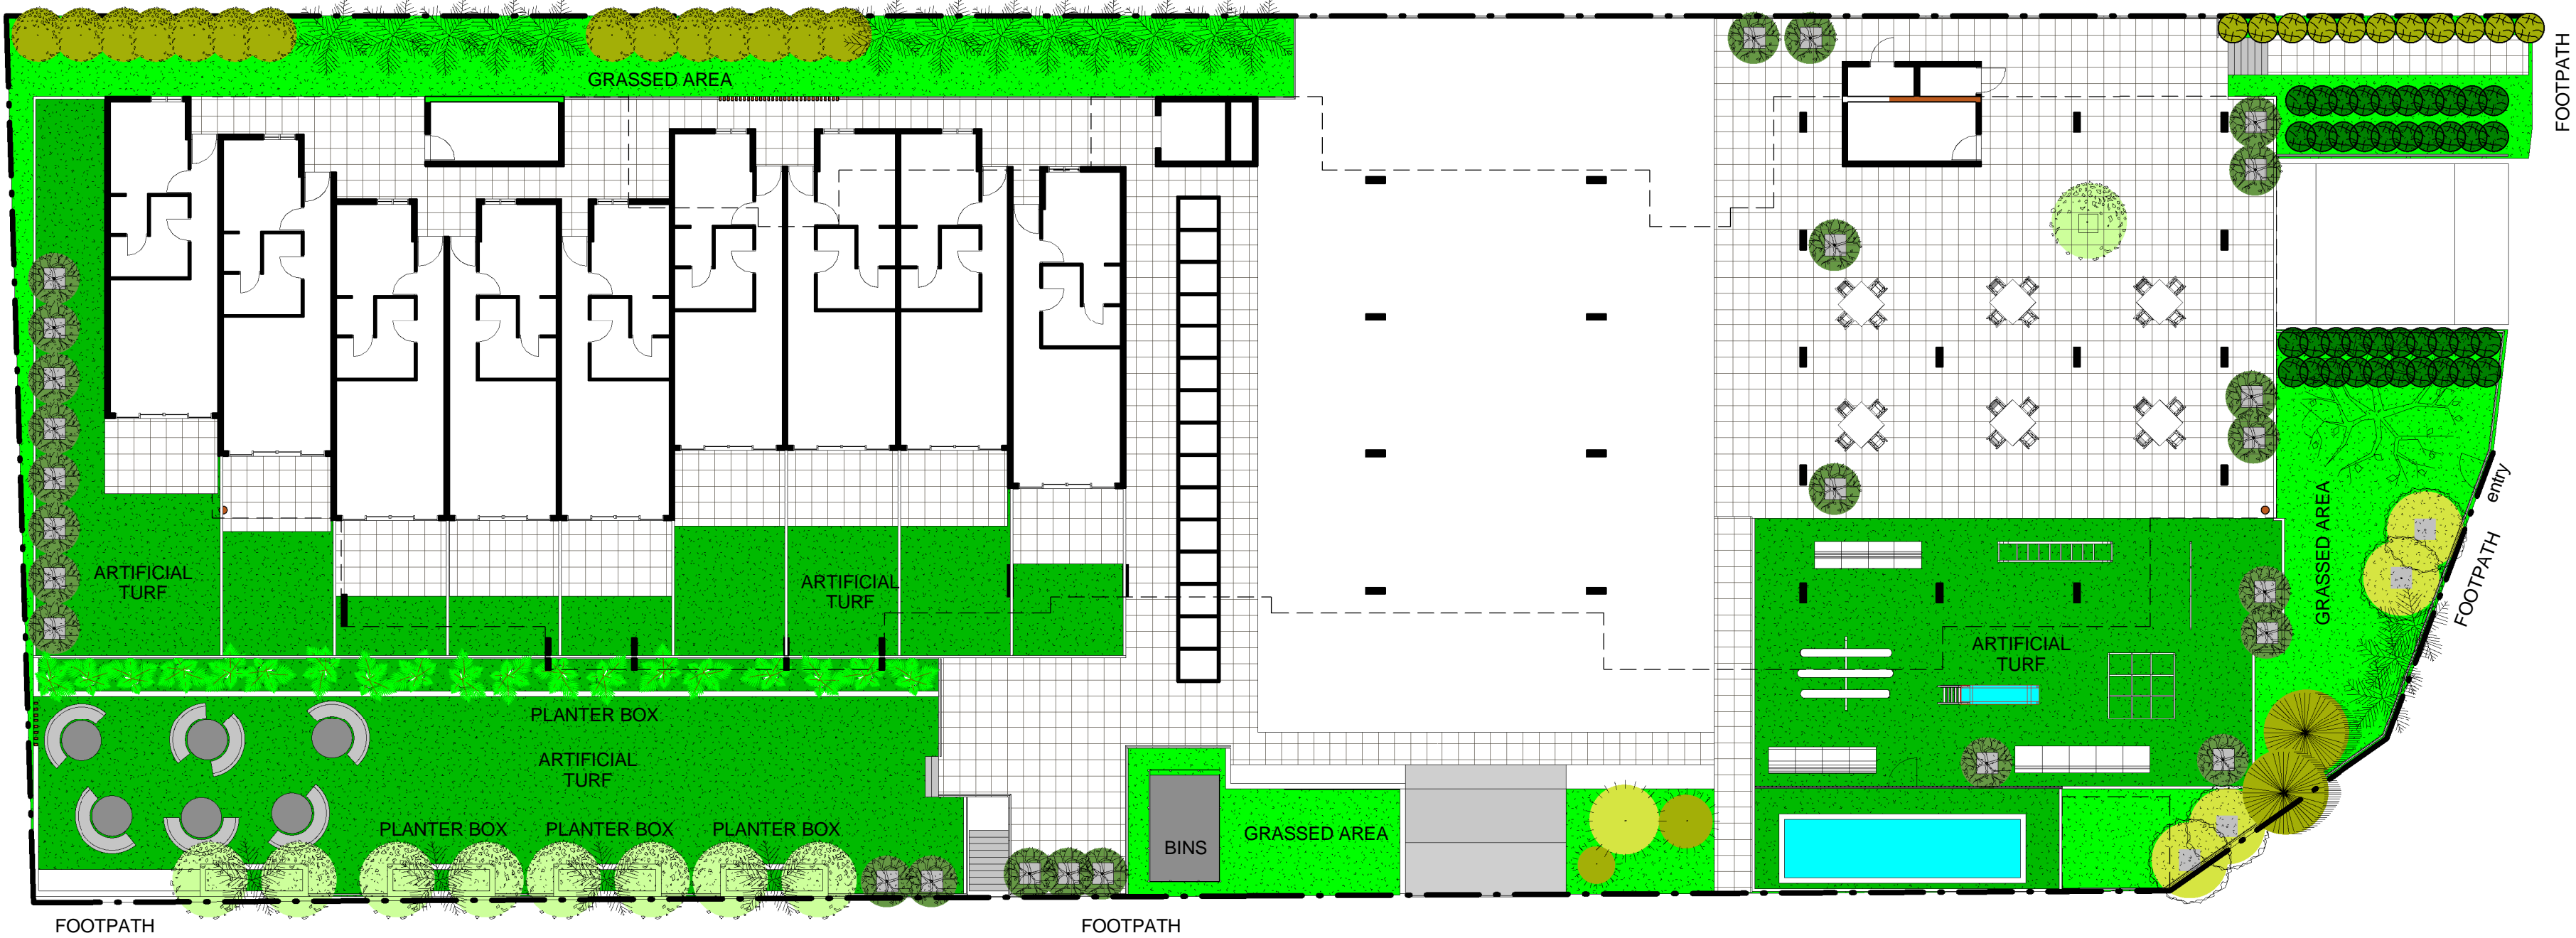 GRASSED AREA
FOOTPATH
ARTIFICIAL
TURF
ARTIFICIAL
TURF
entry
FOOTPATH
GRASSED AREA
ARTIFICIAL
TURF
PLANTER BOX
ARTIFICIAL
TURF
PLANTER BOX
PLANTER BOX
PLANTER BOX
BINS
GRASSED AREA
FOOTPATH
FOOTPATH